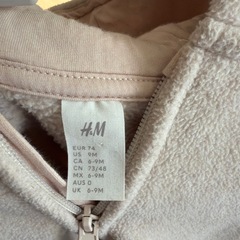 H&M
EUR 74
US 9M
CA 6-9M
CN 73/48
MX 6-9M
AUS 0
UK 6-9M